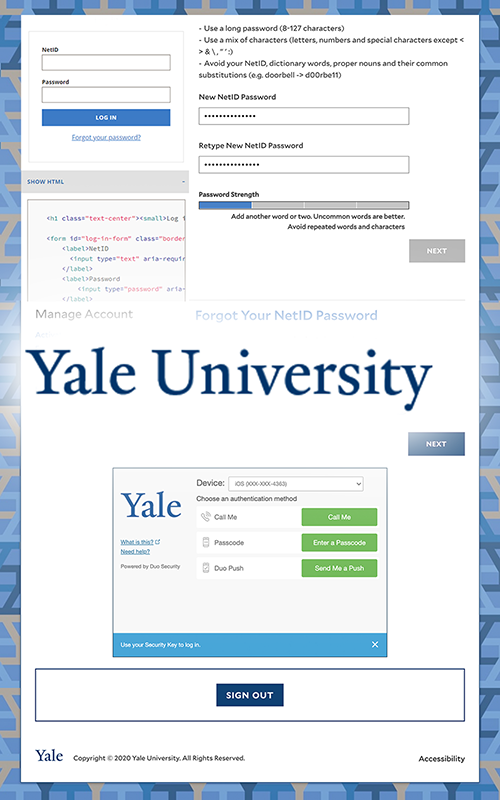 NetID
Password
LOG IN
Forgot your password?
SHOW HTML -
<h1 class="text-center"><small>Log i
<form id="log-in-form" class="border
<label>NetID
<input type="text" aria-requir
</label>
<label>Password
<input type="password" aria-
</label>
- Use a long password (8-127 characters)
- Use a mix of characters (letters, numbers and special characters except <
> & \ , " ' :)
- Avoid your NetID, dictionary words, proper nouns and their common
substitutions (e.g. doorbell -> d00rbe11)
New NetID Password
••••••••••••••
Retype New NetID Password
••••••••••••••
Password Strength
Add another word or two. Uncommon words are better.
Avoid repeated words and characters
NEXT
Manage Account
Forgot Your NetID Password
Yale University
NEXT
Yale
What is this?
Need help?
Powered by Duo Security
Device: iOS (XXX-XXX-4363)
Choose an authentication method
Call Me Call Me
Passcode Enter a Passcode
Duo Push Send Me a Push
Use your Security Key to log in. ×
SIGN OUT
Yale Copyright © 2020 Yale University. All Rights Reserved. Accessibility